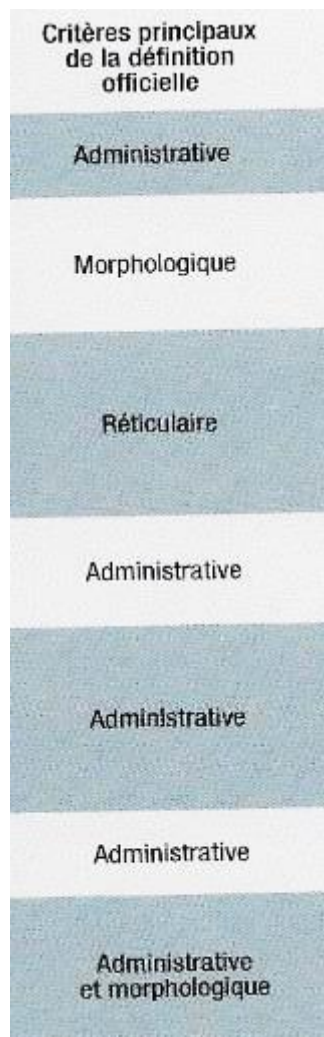 Critères principaux
de la définition
officielle
Administrative
Morphologique
Réticulaire
Administrative
Administrative
Administrative
Administrative
et morphologique